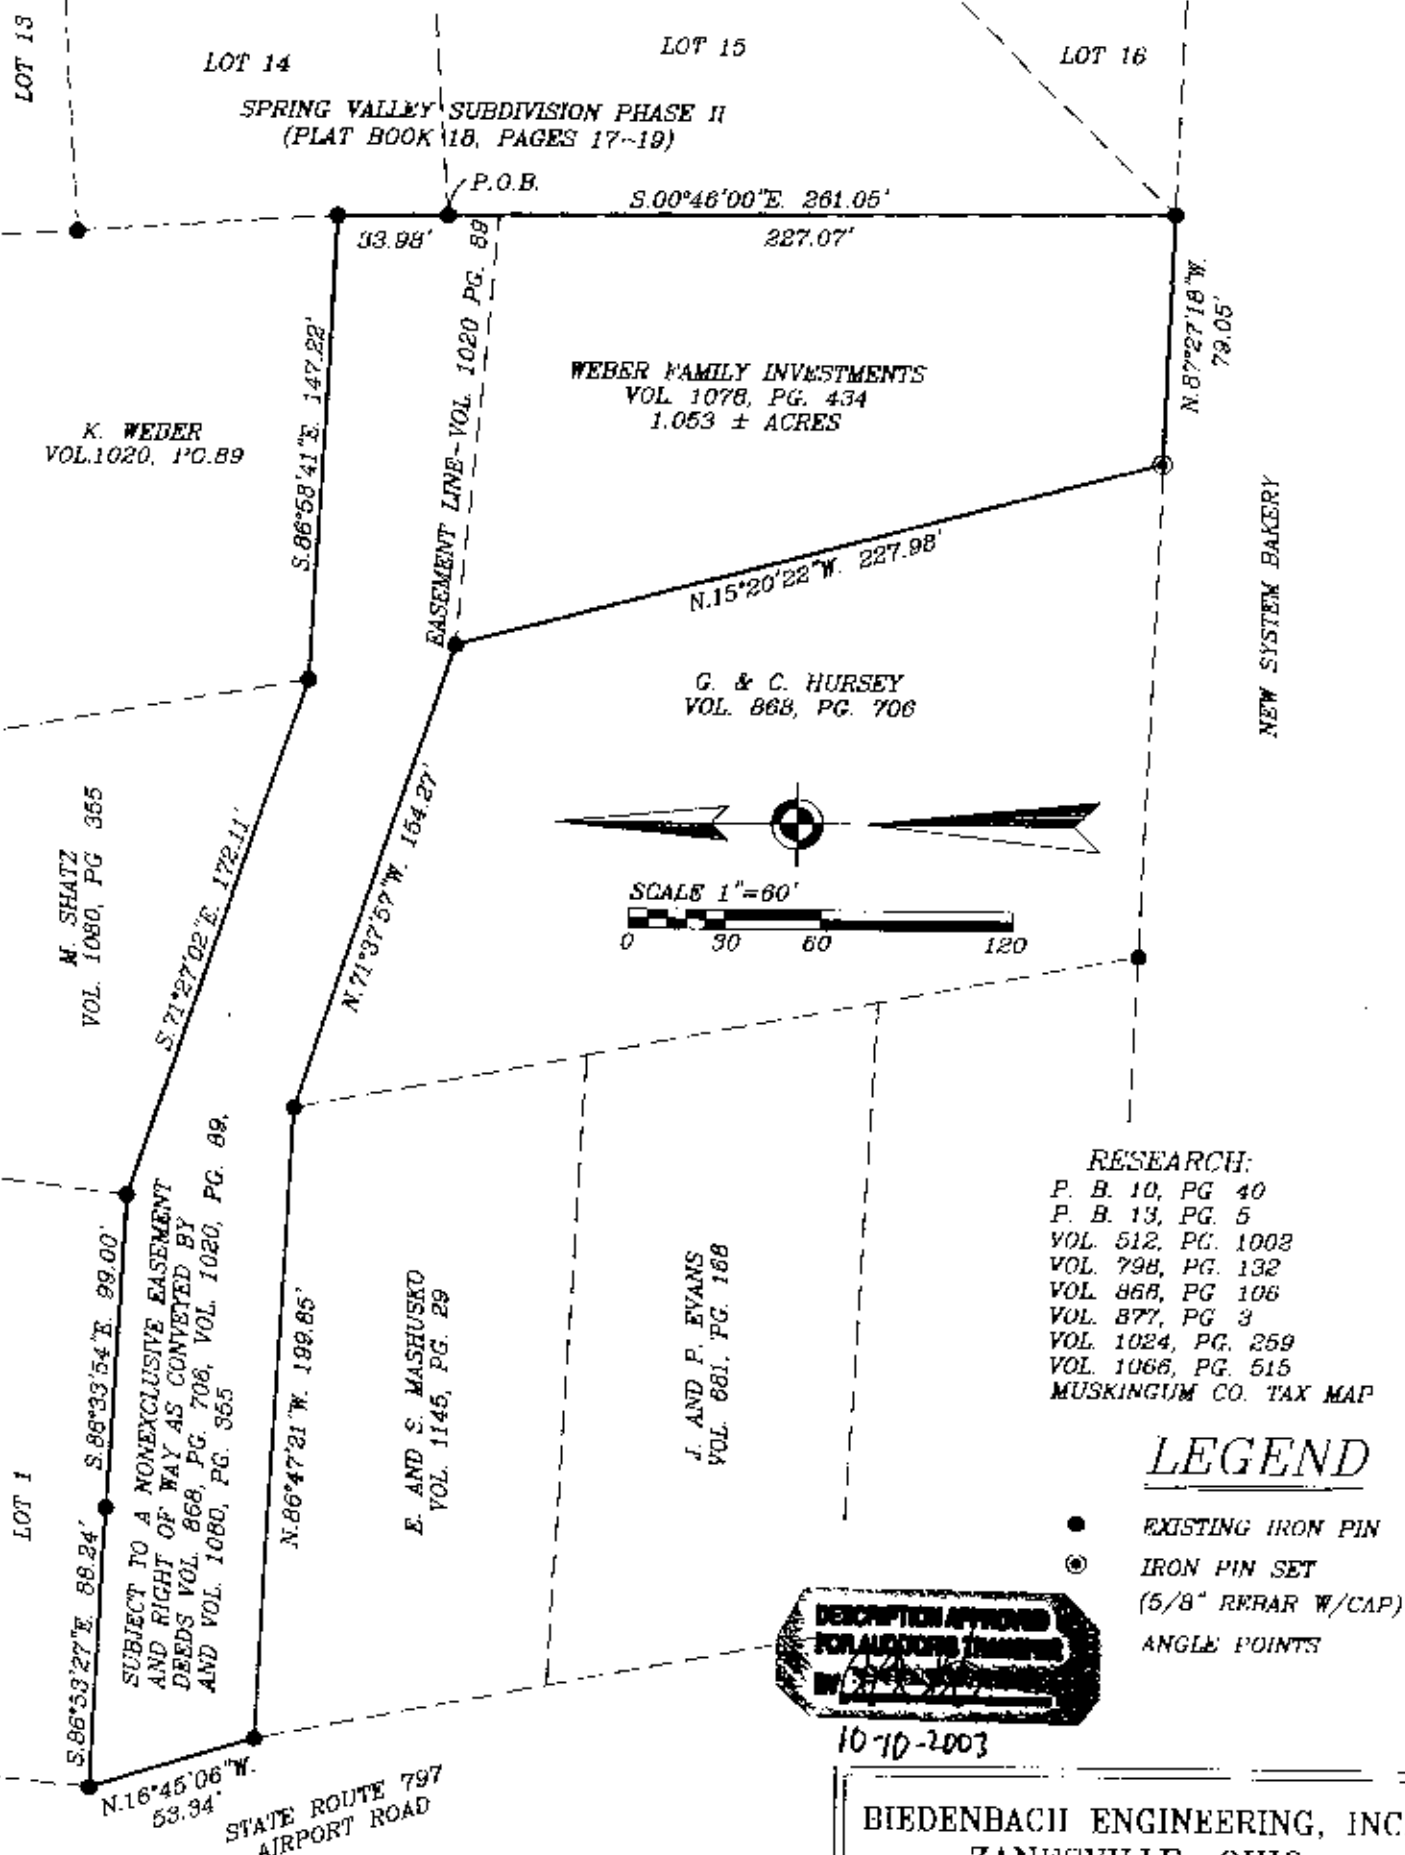 LOT 13
LOT 14
LOT 15
LOT 16
SPRING VALLEY SUBDIVISION PHASE II
(PLAT BOOK 18, PAGES 17-19)
P.O.B.
S.00°46'00"E. 261.05'
33.98'
227.07'
N.87°27'18"W.
79.05'
S.86°58'41"E. 147.22'
EASEMENT LINE-VOL 1020 PG. 89
WEBER FAMILY INVESTMENTS
VOL 1078, PG. 434
1.053 ± ACRES
K. WEBER
VOL.1020, PG.89
N.15°20'22"W. 227.98'
NEW SYSTEM BAKERY
G. & C. HURSEY
VOL. 868, PG. 706
M. SHATZ
VOL. 1080, PG 355
S.71°27'02"E. 172.11'
N.71°37'57"W. 154.27'
SCALE 1"=60'
0 30 60 120
RESEARCH:
P. B. 10, PG 40
P. B. 13, PG. 5
VOL. 512, PG. 1002
VOL. 798, PG. 132
VOL. 868, PG 106
VOL. 877, PG 3
VOL. 1024, PG. 259
VOL. 1066, PG. 515
MUSKINGUM CO. TAX MAP
S.86°33'54"E. 99.00'
SUBJECT TO A NONEXCLUSIVE EASEMENT
AND RIGHT OF WAY AS CONVEYED BY
DEEDS VOL. 868, PG. 706, VOL. 1020, PG. 89,
AND VOL. 1080, PG. 355
N.86°47'21"W. 199.85'
E. AND S. MASHUSKO
VOL. 1145, PG. 29
J. AND P. EVANS
VOL. 681, PG. 168
LOT 1
S.86°53'27"E. 88.24'
LEGEND
EXISTING IRON PIN
IRON PIN SET
(5/8" REBAR W/CAP)
ANGLE POINTS
DESCRIPTION APPROVED
FOR AUDITORS TRANSFER
BY
10-10-2003
N.16°45'06"W.
53.34'
STATE ROUTE 797
AIRPORT ROAD
BIEDENBACH ENGINEERING, INC
ZANESVILLE, OHIO